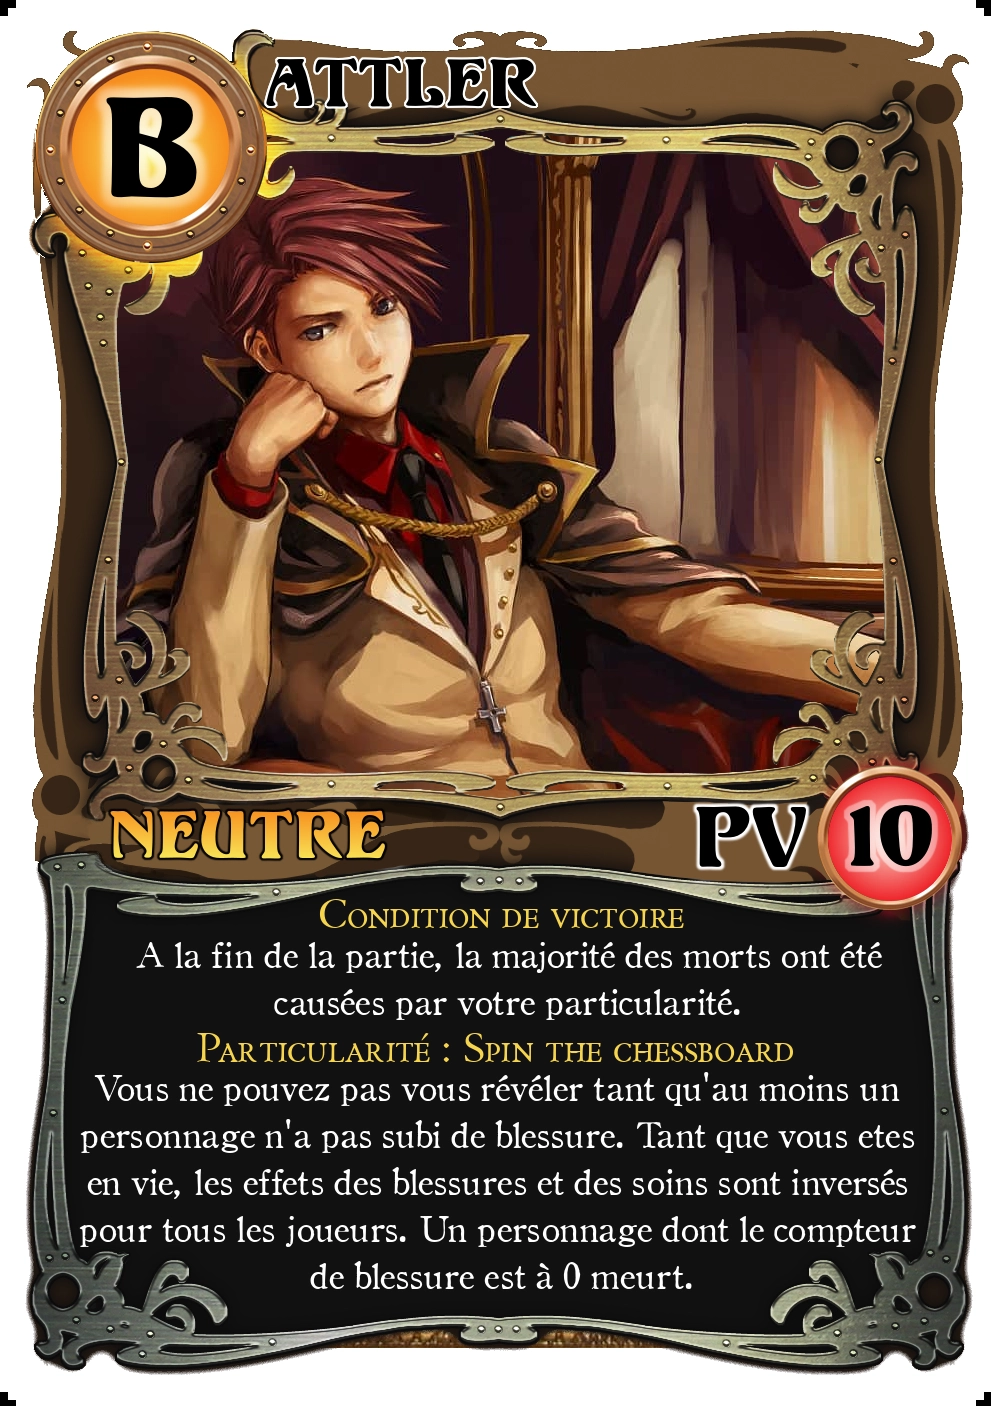 BATTLER
NEUTRE PV 10
Condition de victoire
A la fin de la partie, la majorité des morts ont été
causées par votre particularité.
Particularité : Spin the chessboard
Vous ne pouvez pas vous révéler tant qu'au moins un
personnage n'a pas subi de blessure. Tant que vous etes
en vie, les effets des blessures et des soins sont inversés
pour tous les joueurs. Un personnage dont le compteur
de blessure est à 0 meurt.